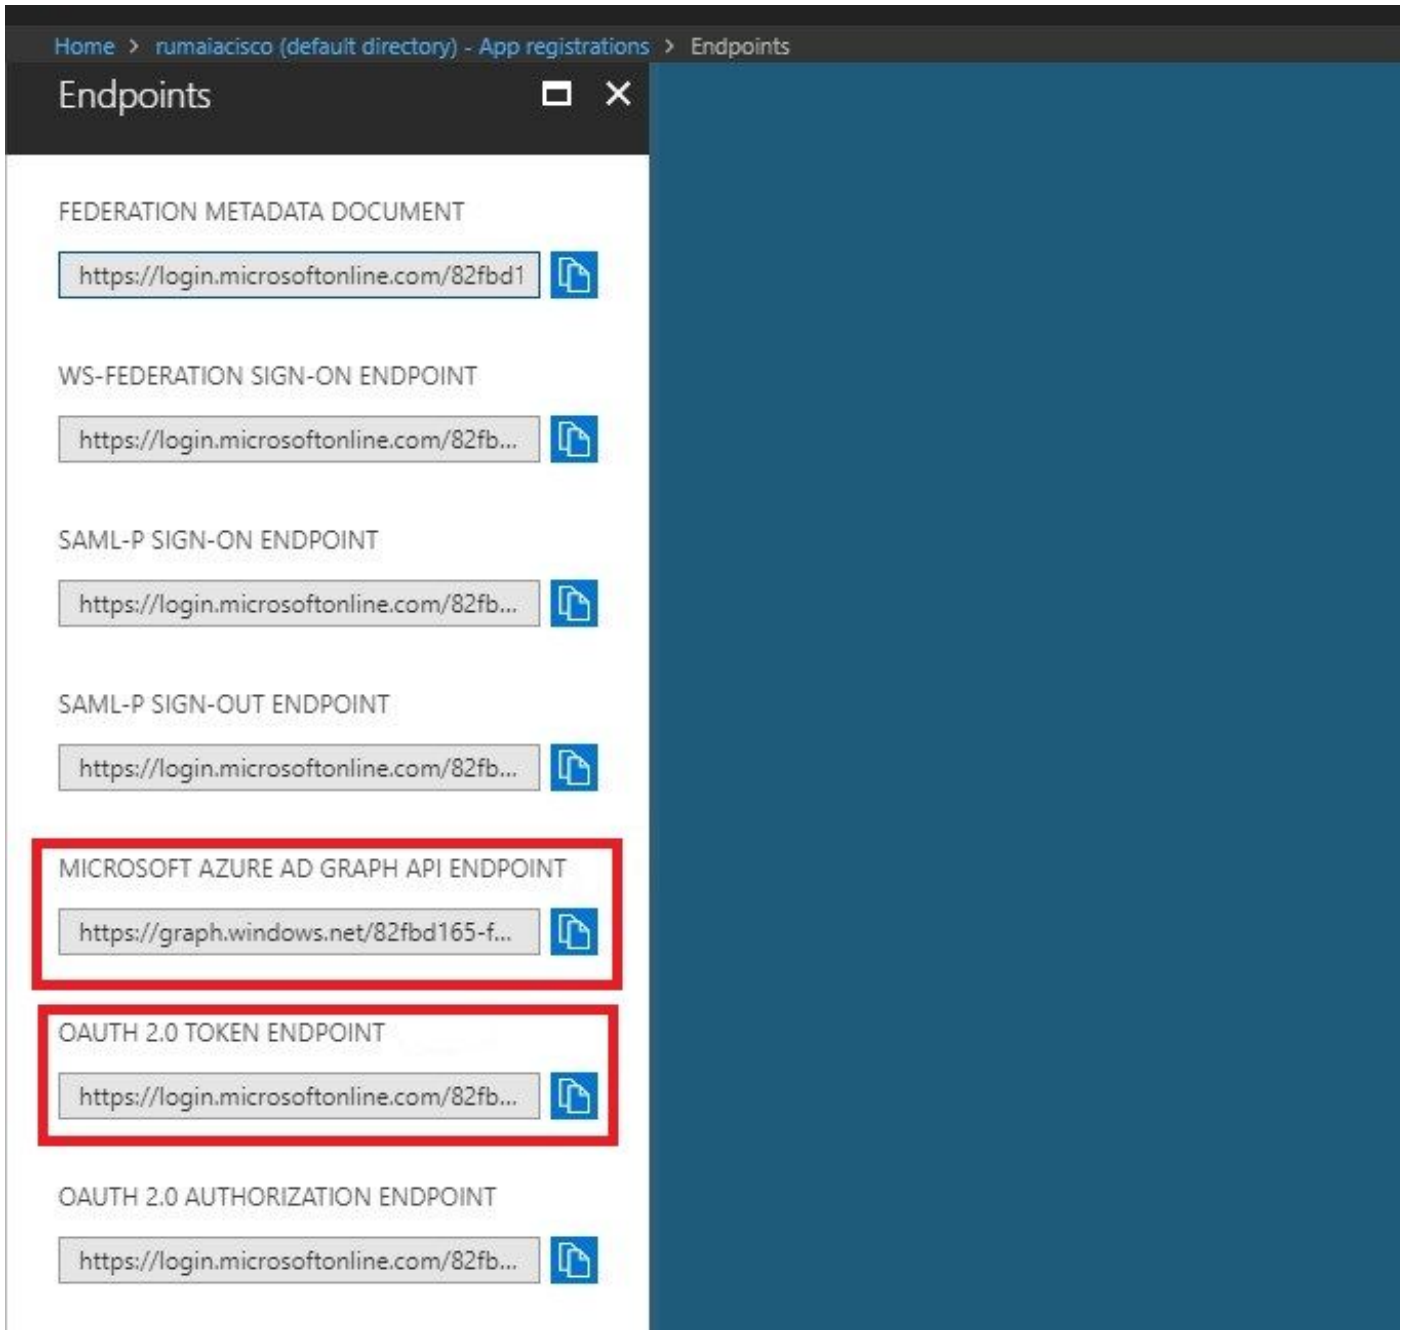 Home > rumaiacisco (default directory) - App registrations > Endpoints
Endpoints
FEDERATION METADATA DOCUMENT
https://login.microsoftonline.com/82fbd1
WS-FEDERATION SIGN-ON ENDPOINT
https://login.microsoftonline.com/82fb...
SAML-P SIGN-ON ENDPOINT
https://login.microsoftonline.com/82fb...
SAML-P SIGN-OUT ENDPOINT
https://login.microsoftonline.com/82fb...
MICROSOFT AZURE AD GRAPH API ENDPOINT
https://graph.windows.net/82fbd165-f...
OAUTH 2.0 TOKEN ENDPOINT
https://login.microsoftonline.com/82fb...
OAUTH 2.0 AUTHORIZATION ENDPOINT
https://login.microsoftonline.com/82fb...